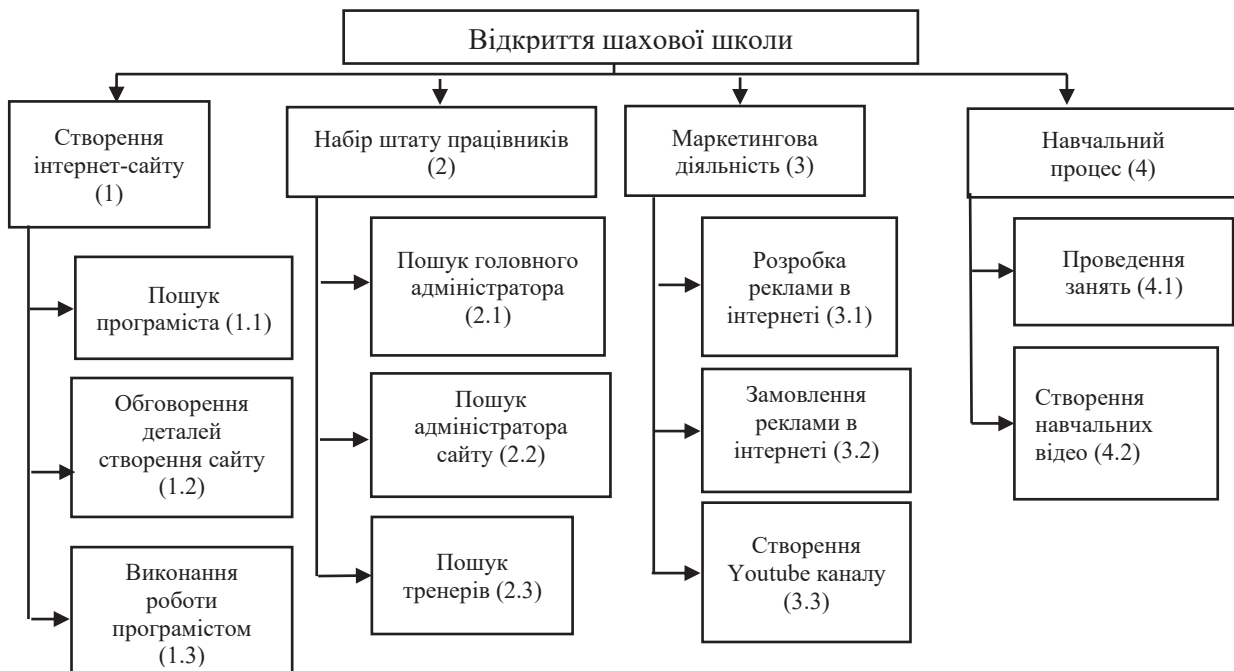 Відкриття шахової школи
Створення
інтернет-сайту
(1)
Пошук
програміста (1.1)
Обговорення
деталей
створення сайту
(1.2)
Виконання
роботи
програмістом
(1.3)
Набір штату працівників
(2)
Пошук головного
адміністратора
(2.1)
Пошук
адміністратора
сайту (2.2)
Пошук
тренерів (2.3)
Маркетингова
діяльність (3)
Розробка
реклами в
інтернеті (3.1)
Замовлення
реклами в
інтернеті (3.2)
Створення
Youtube каналу
(3.3)
Навчальний
процес (4)
Проведення
занять (4.1)
Створення
навчальних
відео (4.2)